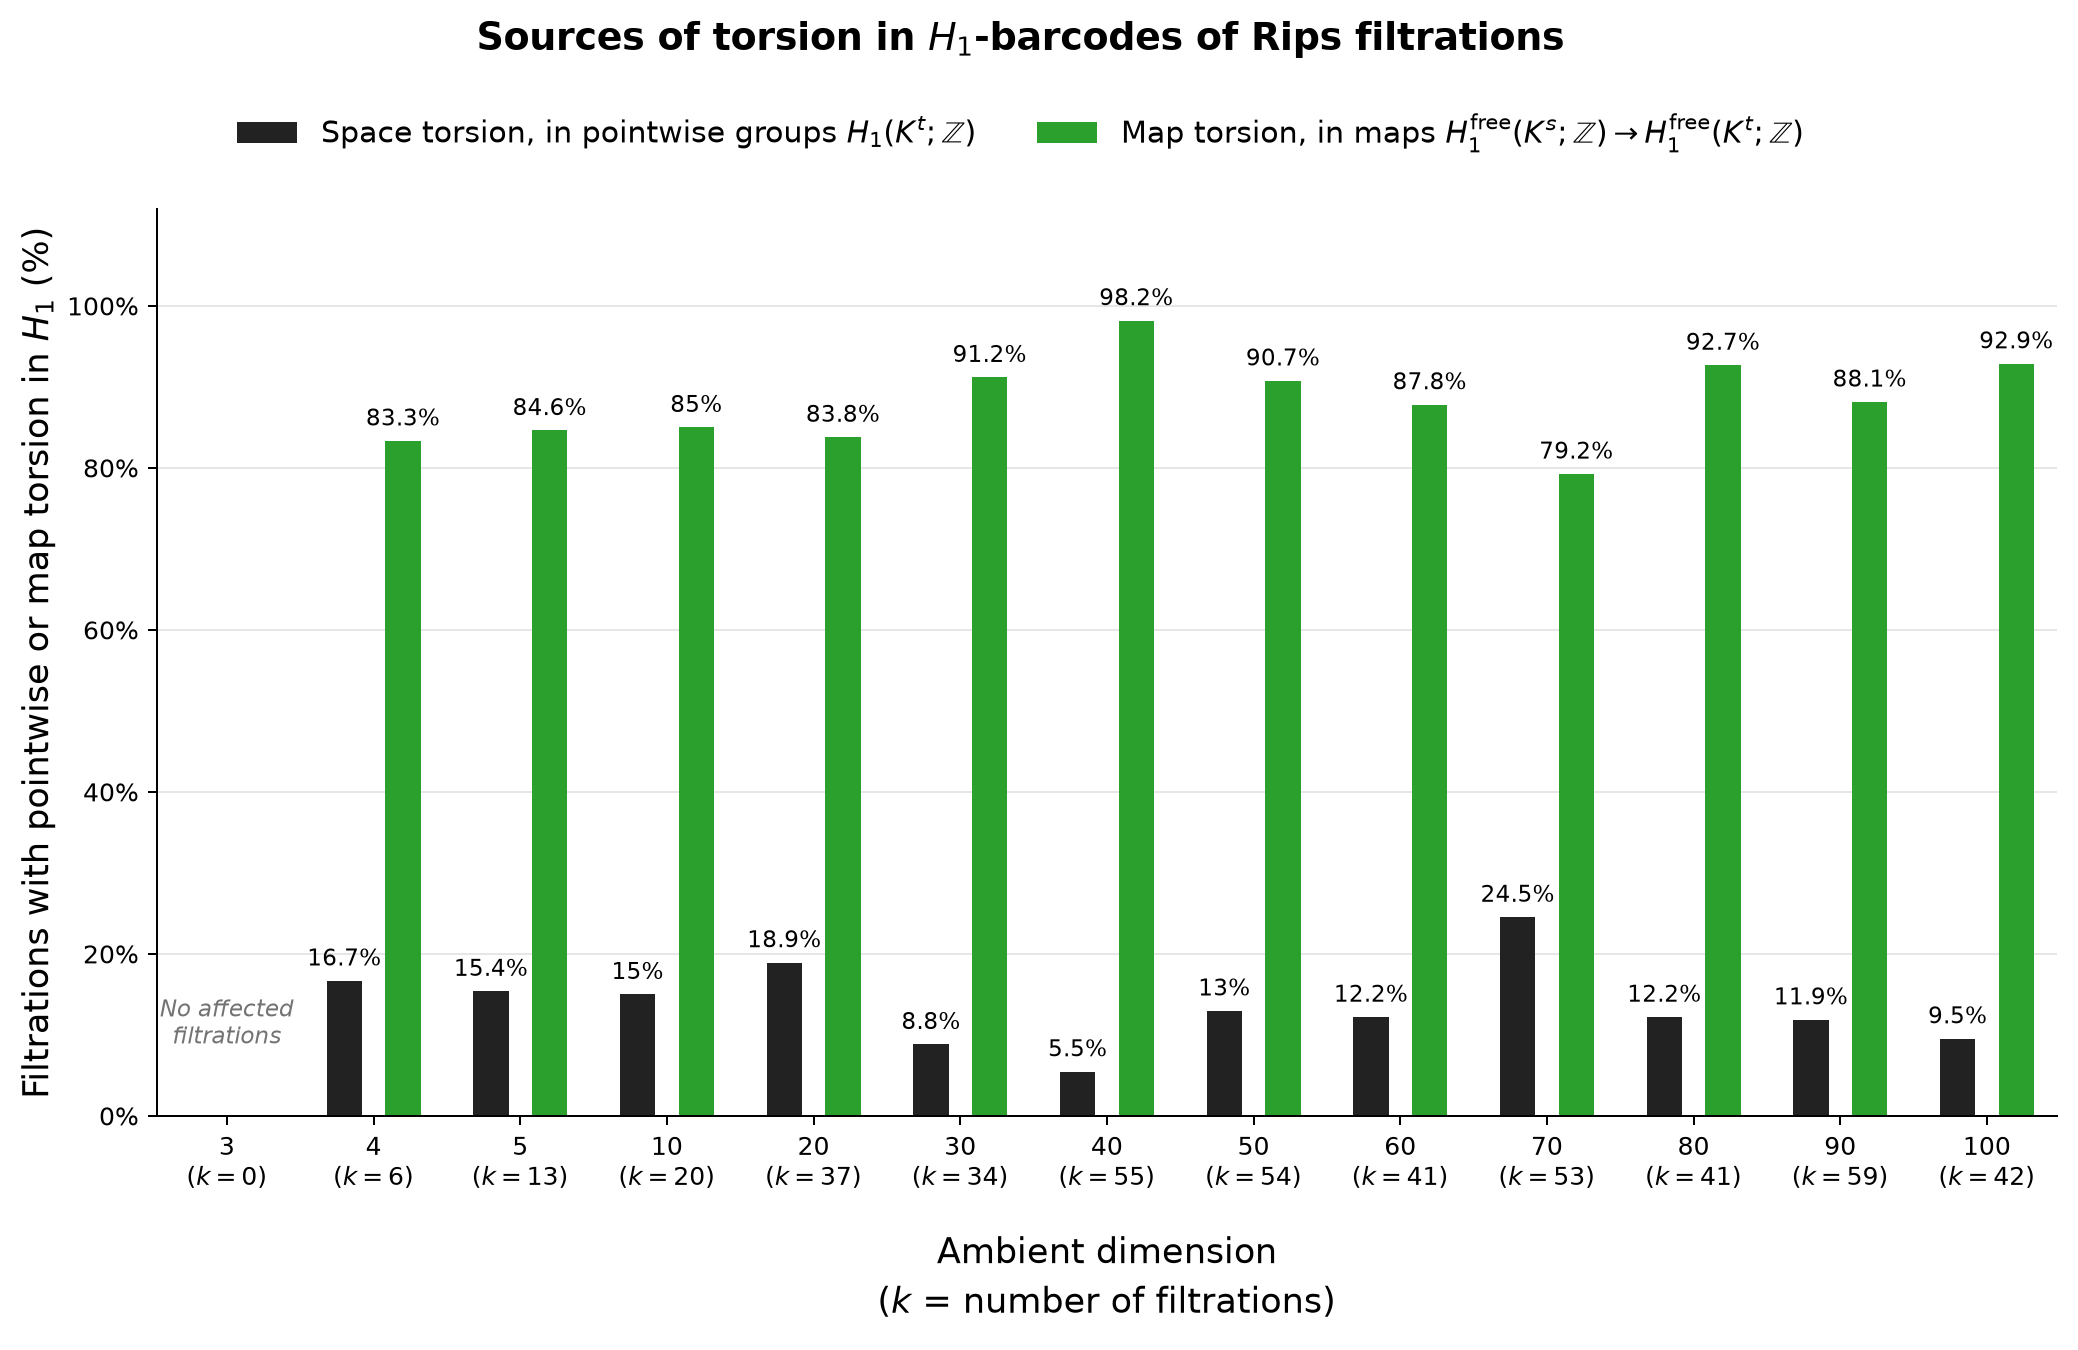 Sources of torsion in H₁-barcodes of Rips filtrations
Space torsion, in pointwise groups H₁(Kᵗ; ℤ)
Map torsion, in maps H₁ᶠʳᵉᵉ(Kˢ; ℤ) → H₁ᶠʳᵉᵉ(Kᵗ; ℤ)
Filtrations with pointwise or map torsion in H₁ (%)
100%
80%
60%
40%
20%
0%
No affected
filtrations
16.7%
83.3%
15.4%
84.6%
15%
85%
18.9%
83.8%
8.8%
91.2%
5.5%
98.2%
13%
90.7%
12.2%
87.8%
24.5%
79.2%
12.2%
92.7%
11.9%
88.1%
9.5%
92.9%
3
(k = 0)
4
(k = 6)
5
(k = 13)
10
(k = 20)
20
(k = 37)
30
(k = 34)
40
(k = 55)
50
(k = 54)
60
(k = 41)
70
(k = 53)
80
(k = 41)
90
(k = 59)
100
(k = 42)
Ambient dimension
(k = number of filtrations)